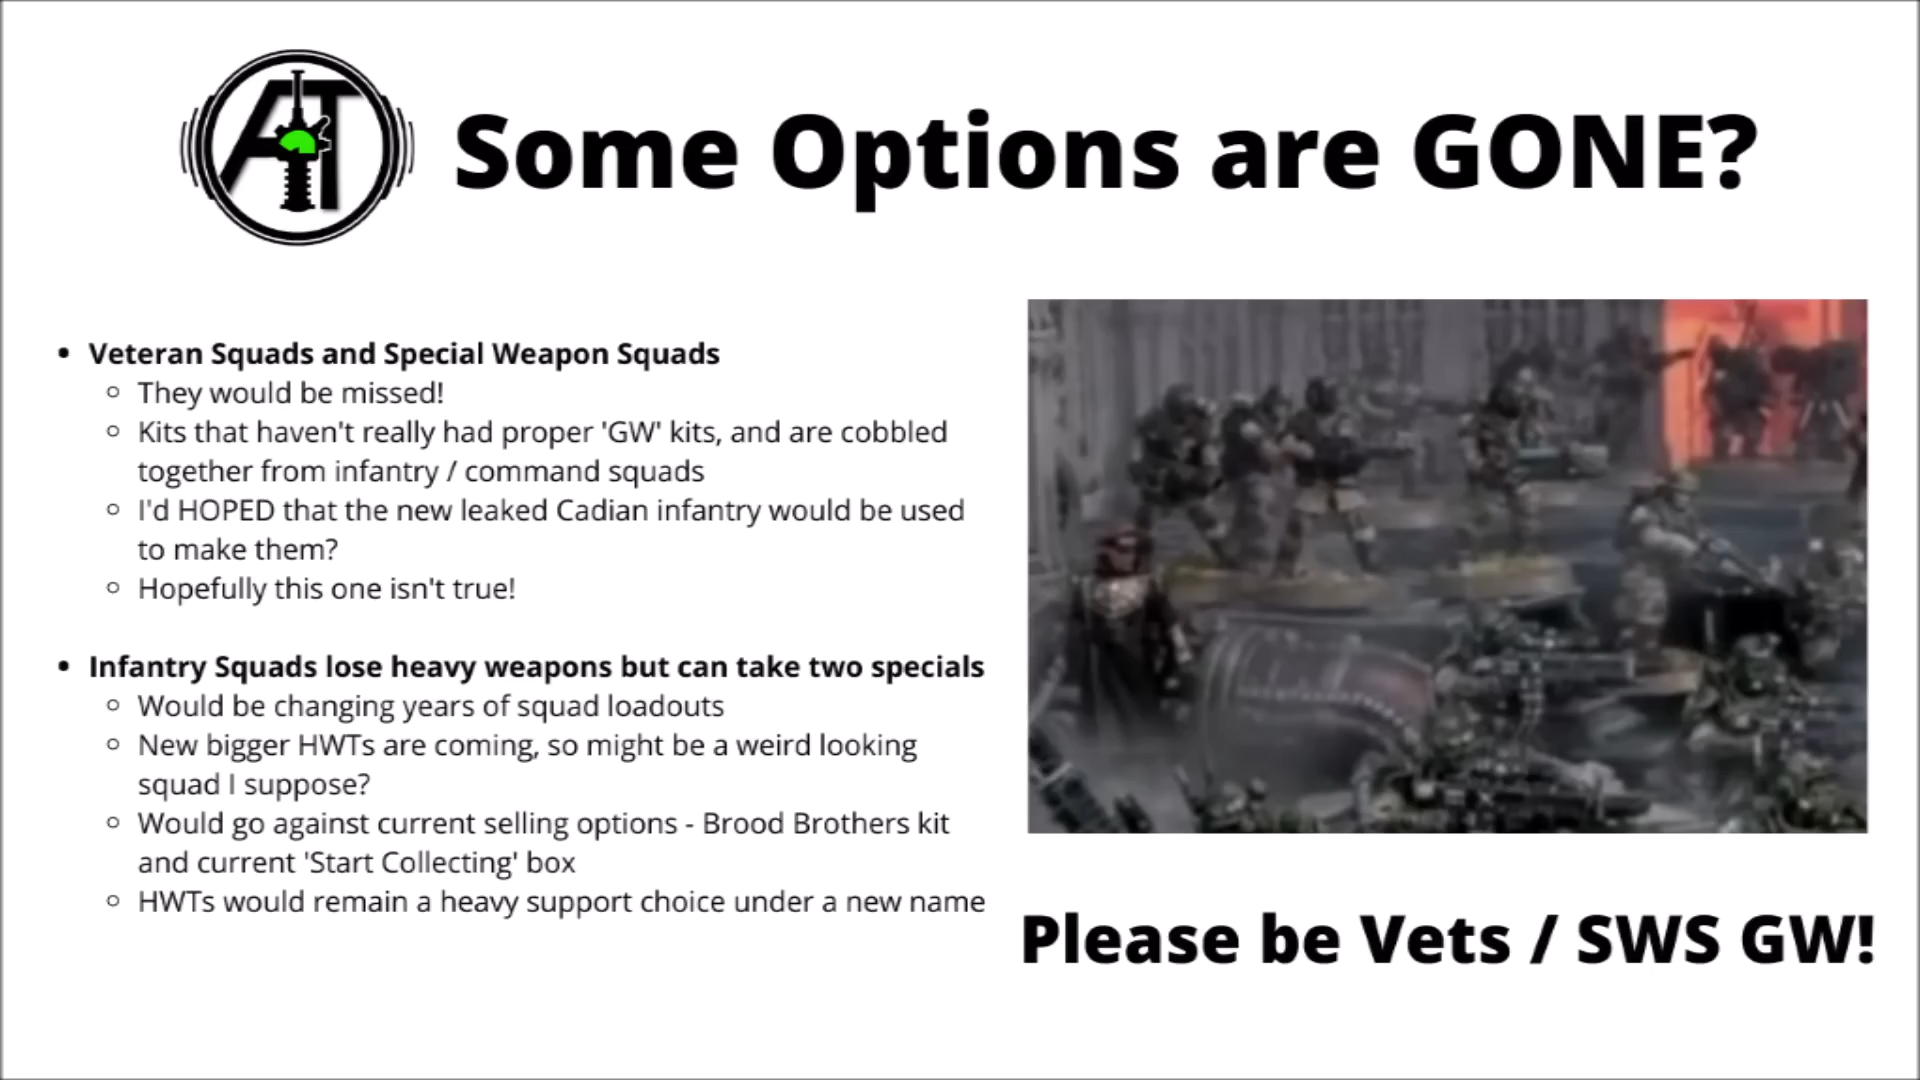 AT
Some Options are GONE?
• Veteran Squads and Special Weapon Squads
◦ They would be missed!
◦ Kits that haven't really had proper 'GW' kits, and are cobbled
together from infantry / command squads
◦ I'd HOPED that the new leaked Cadian infantry would be used
to make them?
◦ Hopefully this one isn't true!
• Infantry Squads lose heavy weapons but can take two specials
◦ Would be changing years of squad loadouts
◦ New bigger HWTs are coming, so might be a weird looking
squad I suppose?
◦ Would go against current selling options - Brood Brothers kit
and current 'Start Collecting' box
◦ HWTs would remain a heavy support choice under a new name
Please be Vets / SWS GW!